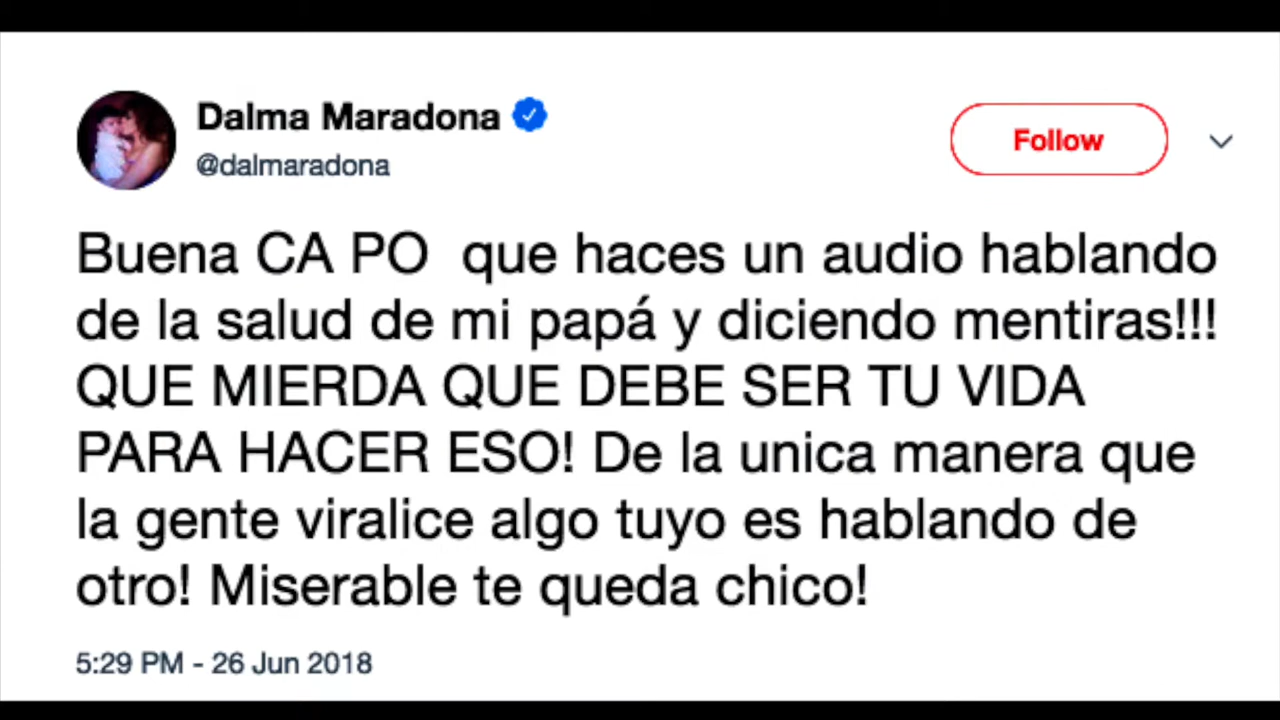 Dalma Maradona
@dalmaradona
Follow
Buena CA PO  que haces un audio hablando
de la salud de mi papá y diciendo mentiras!!!
QUE MIERDA QUE DEBE SER TU VIDA
PARA HACER ESO! De la unica manera que
la gente viralice algo tuyo es hablando de
otro! Miserable te queda chico!
5:29 PM - 26 Jun 2018